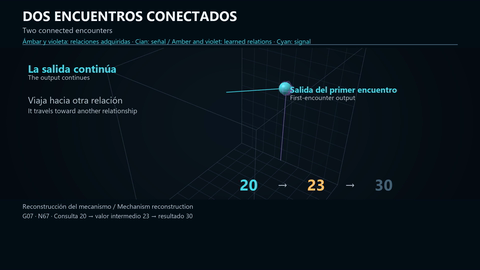 DOS ENCUENTROS CONECTADOS
Two connected encounters
Ámbar y violeta: relaciones adquiridas · Cian: señal / Amber and violet: learned relations · Cyan: signal
La salida continúa
The output continues
Salida del primer encuentro
First-encounter output
Viaja hacia otra relación
It travels toward another relationship
20 → 23 → 30
Reconstrucción del mecanismo / Mechanism reconstruction
G07 · N67 · Consulta 20 → valor intermedio 23 → resultado 30